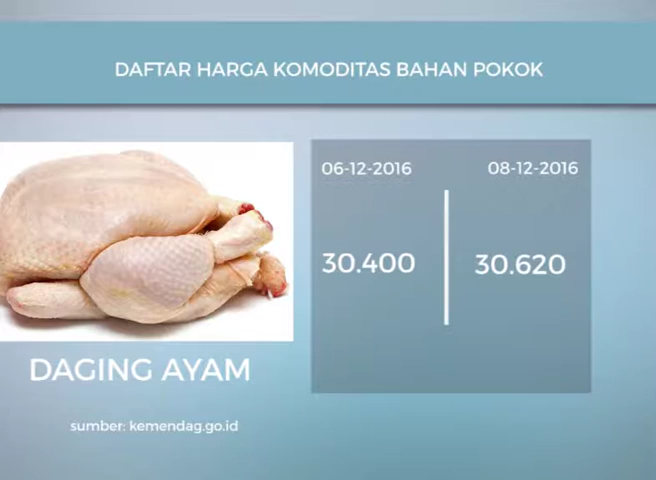 DAFTAR HARGA KOMODITAS BAHAN POKOK
06-12-2016
08-12-2016
30.400
30.620
DAGING AYAM
sumber: kemendag.go.id